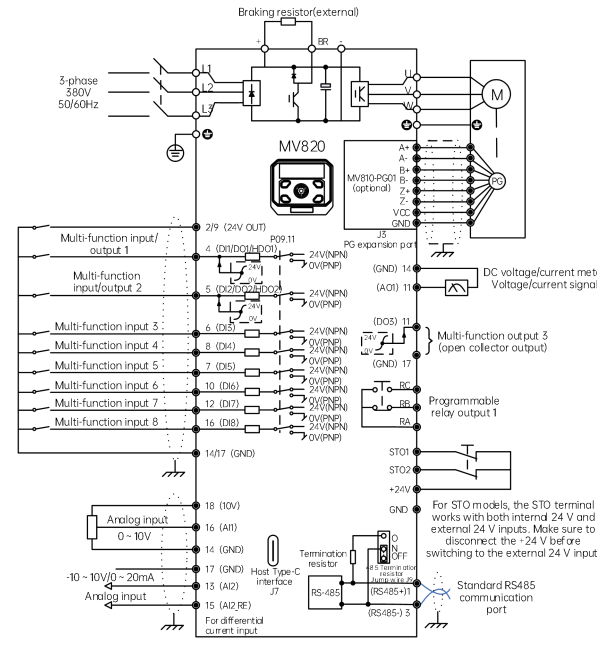 Braking resistor(external)
+
BR
-
3-phase
380V
50/60Hz
L1
L2
L3
U
V
W
M
MV820
MV810-PG01
(optional)
A+
A-
B+
B-
Z+
Z-
VCC
GND
PG
J3
PG expansion port
2/9 (24V OUT)
Multi-function input/
output 1
4 (DI1/DO1/HDO1)
P09.11
24V
0V
24V(NPN)
0V(PNP)
Multi-function
input/output 2
5 (DI2/DO2/HDO2)
24V
0V
24V(NPN)
0V(PNP)
Multi-function input 3
6 (DI3)
24V(NPN)
0V(PNP)
Multi-function input 4
8 (DI4)
24V(NPN)
0V(PNP)
Multi-function input 5
7 (DI5)
24V(NPN)
0V(PNP)
Multi-function input 6
10 (DI6)
24V(NPN)
0V(PNP)
Multi-function input 7
12 (DI7)
24V(NPN)
0V(PNP)
Multi-function input 8
16 (DI8)
24V(NPN)
0V(PNP)
14/17 (GND)
(GND) 14
(AO1) 11
DC voltage/current mete
Voltage/current signal
(DO3) 11
24V
0V
(GND) 17
Multi-function output 3
(open collector output)
RC
RB
RA
Programmable
relay output 1
STO1
STO2
+24V
GND
For STO models, the STO terminal
works with both internal 24 V and
external 24 V inputs. Make sure to
disconnect the +24 V before
switching to the external 24 V input
18 (10V)
Analog input
0 ~ 10V
16 (AI1)
14 (GND)
17 (GND)
-10 ~ 10V/0 ~ 20mA
13 (AI2)
Analog input
15 (AI2_RE)
For differential
current input
Host Type-C
interface
J7
Termination
resistor
O
N
OFF
485 Termination
resistor
Jump wire J5
RS-485
(RS485+)1
(RS485-) 3
Standard RS485
communication
port